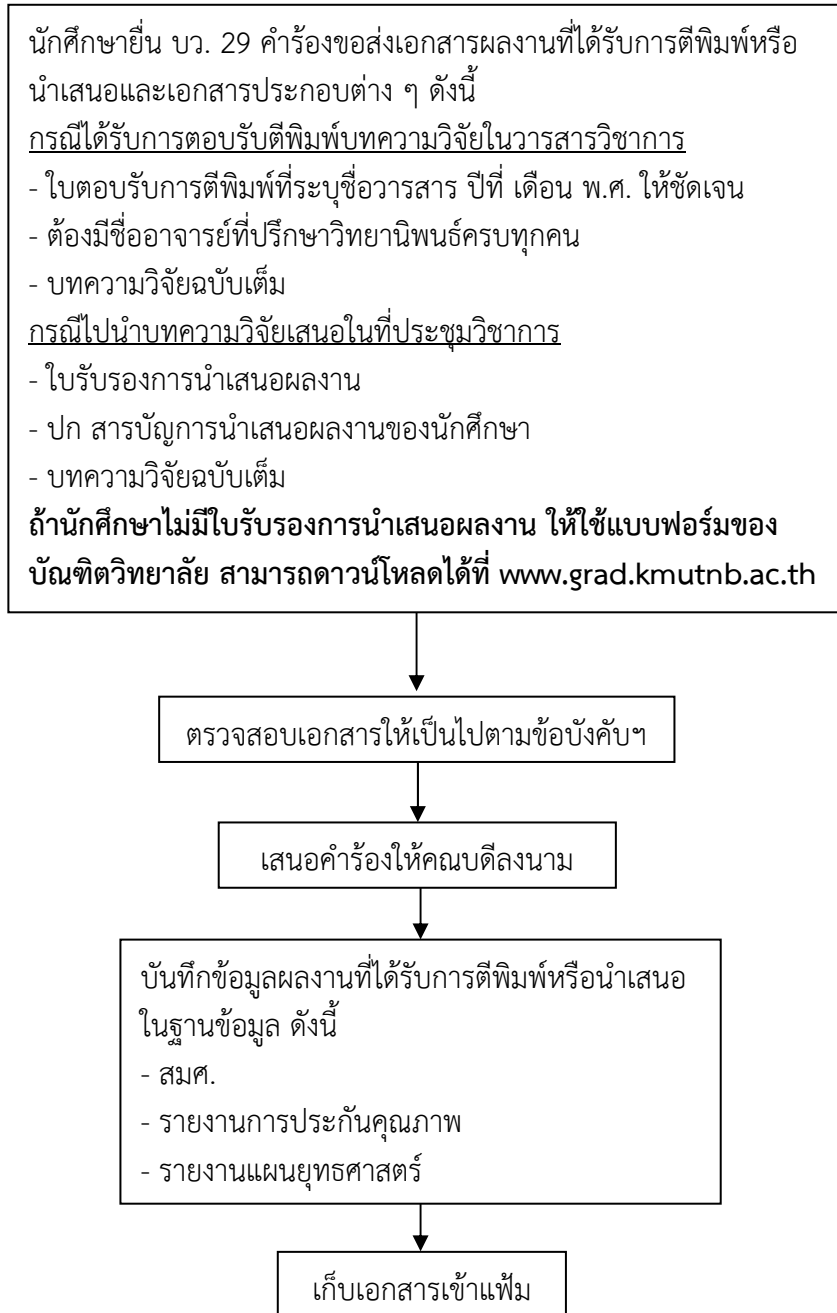 นักศึกษายื่น บว. 29 คำร้องขอส่งเอกสารผลงานที่ได้รับการตีพิมพ์หรือ
นำเสนอและเอกสารประกอบต่าง ๆ ดังนี้
กรณีได้รับการตอบรับตีพิมพ์บทความวิจัยในวารสารวิชาการ
- ใบตอบรับการตีพิมพ์ที่ระบุชื่อวารสาร ปีที่ เดือน พ.ศ. ให้ชัดเจน
- ต้องมีชื่ออาจารย์ที่ปรึกษาวิทยานิพนธ์ครบทุกคน
- บทความวิจัยฉบับเต็ม
กรณีไปนำบทความวิจัยเสนอในที่ประชุมวิชาการ
- ใบรับรองการนำเสนอผลงาน
- ปก สารบัญการนำเสนอผลงานของนักศึกษา
- บทความวิจัยฉบับเต็ม
ถ้านักศึกษาไม่มีใบรับรองการนำเสนอผลงาน ให้ใช้แบบฟอร์มของ
บัณฑิตวิทยาลัย สามารถดาวน์โหลดได้ที่ www.grad.kmutnb.ac.th
ตรวจสอบเอกสารให้เป็นไปตามข้อบังคับฯ
เสนอคำร้องให้คณบดีลงนาม
บันทึกข้อมูลผลงานที่ได้รับการตีพิมพ์หรือนำเสนอ
ในฐานข้อมูล ดังนี้
- สมศ.
- รายงานการประกันคุณภาพ
- รายงานแผนยุทธศาสตร์
เก็บเอกสารเข้าแฟ้ม